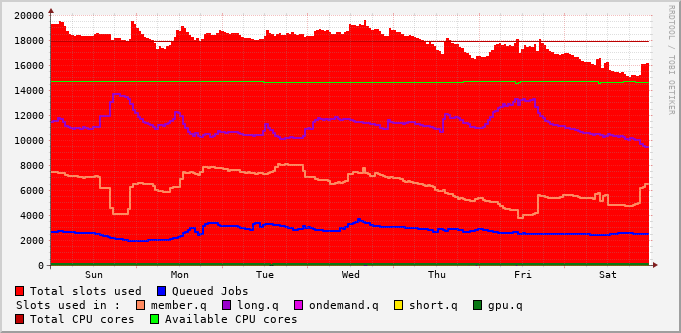 20000
18000
16000
14000
12000
10000
8000
6000
4000
2000
0
Sun Mon Tue Wed Thu Fri Sat
Total slots used Queued Jobs
Slots used in : member.q long.q ondemand.q short.q gpu.q
Total CPU cores Available CPU cores
RRDTOOL / TOBI OETIKER